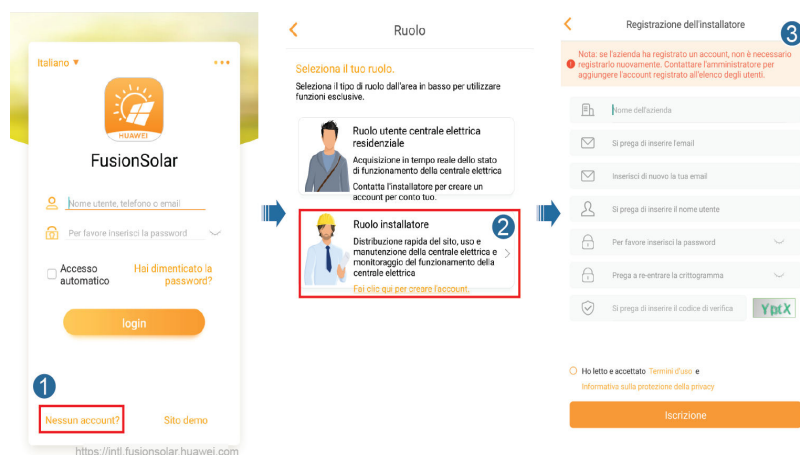 Italiano ▼ •••
HUAWEI
FusionSolar
Nome utente, telefono o email
Per favore inserisci la password
Accesso
automatico
Hai dimenticato la
password?
login
1
Nessun account?
Sito demo
https://intl.fusionsolar.huawei.com
Ruolo
Seleziona il tuo ruolo.
Seleziona il tipo di ruolo dall'area in basso per utilizzare
funzioni esclusive.
Ruolo utente centrale elettrica
residenziale
Acquisizione in tempo reale dello stato
di funzionamento della centrale elettrica
Contatta l'installatore per creare un
account per conto tuo.
2
Ruolo installatore
Distribuzione rapida del sito, uso e
manutenzione della centrale elettrica e
monitoraggio del funzionamento della
centrale elettrica
Fai clic qui per creare l'account.
Registrazione dell'installatore
3
Nota: se l'azienda ha registrato un account, non è necessario
registrarlo nuovamente. Contattare l'amministratore per
aggiungere l'account registrato all'elenco degli utenti.
Nome dell'azienda
Si prega di inserire l'email
Inserisci di nuovo la tua email
Si prega di inserire il nome utente
Per favore inserisci la password
Prega a re-entrare la crittogramma
Si prega di inserire il codice di verifica
Ho letto e accettato Termini d'uso e
Informativa sulla protezione della privacy
Iscrizione